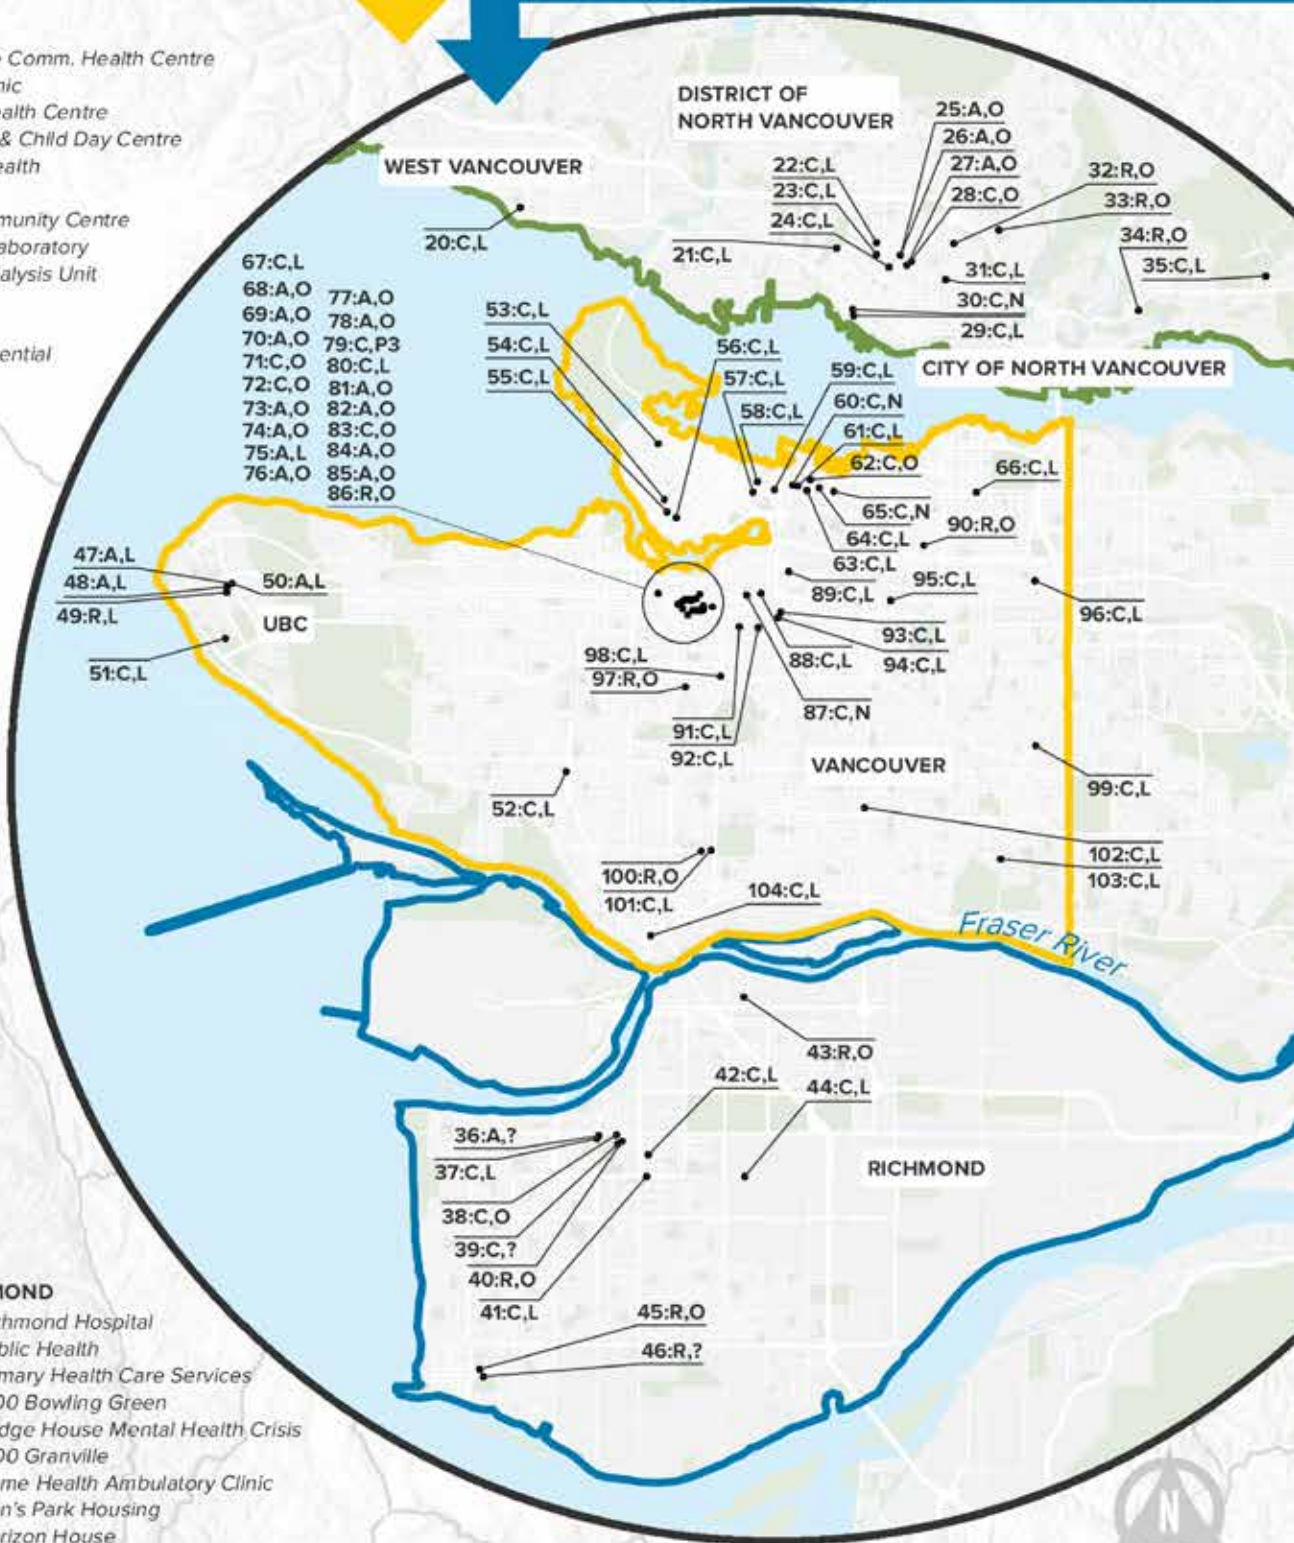 Comm. Health Centre
ealth Centre
& Child Day Centre
ealth
munity Centre
aboratory
alysis Unit
ential
DISTRICT OF
NORTH VANCOUVER
WEST VANCOUVER
20:C,L
21:C,L
22:C,L
23:C,L
24:C,L
25:A,O
26:A,O
27:A,O
28:C,O
32:R,O
33:R,O
34:R,O
35:C,L
31:C,L
30:C,N
29:C,L
CITY OF NORTH VANCOUVER
67:C,L
68:A,O
69:A,O
70:A,O
71:C,O
72:C,O
73:A,O
74:A,O
75:A,L
76:A,O
77:A,O
78:A,O
79:C,P3
80:C,L
81:A,O
82:A,O
83:C,O
84:A,O
85:A,O
86:R,O
53:C,L
54:C,L
55:C,L
56:C,L
57:C,L
58:C,L
59:C,L
60:C,N
61:C,L
62:C,O
66:C,L
65:C,N
64:C,L
63:C,L
90:R,O
89:C,L
95:C,L
96:C,L
93:C,L
94:C,L
88:C,L
87:C,N
47:A,L
48:A,L
49:R,L
50:A,L
UBC
51:C,L
98:C,L
97:R,O
91:C,L
92:C,L
VANCOUVER
52:C,L
99:C,L
100:R,O
101:C,L
102:C,L
103:C,L
104:C,L
Fraser River
43:R,O
42:C,L
44:C,L
36:A,?
37:C,L
38:C,O
39:C,?
40:R,O
41:C,L
RICHMOND
45:R,O
46:R,?
MOND
hmond Hospital
blic Health
mary Health Care Services
00 Bowling Green
dge House Mental Health Crisis
00 Granville
me Health Ambulatory Clinic
n's Park Housing
rizon House
N